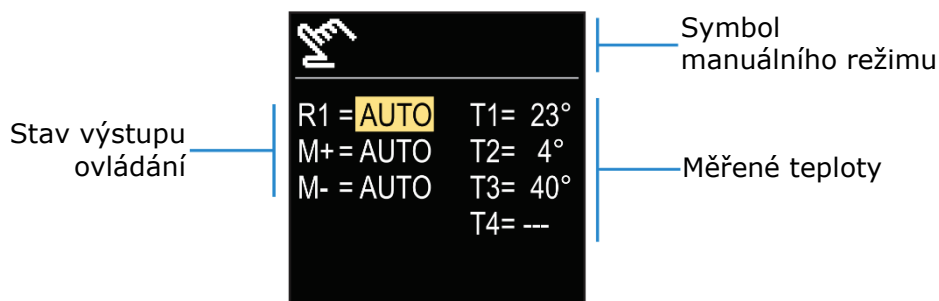 Symbol
manuálního režimu
Stav výstupu
ovládání
R1 = AUTO T1= 23°
M+ = AUTO T2= 4°
M- = AUTO T3= 40°
T4= ---
Měřené teploty